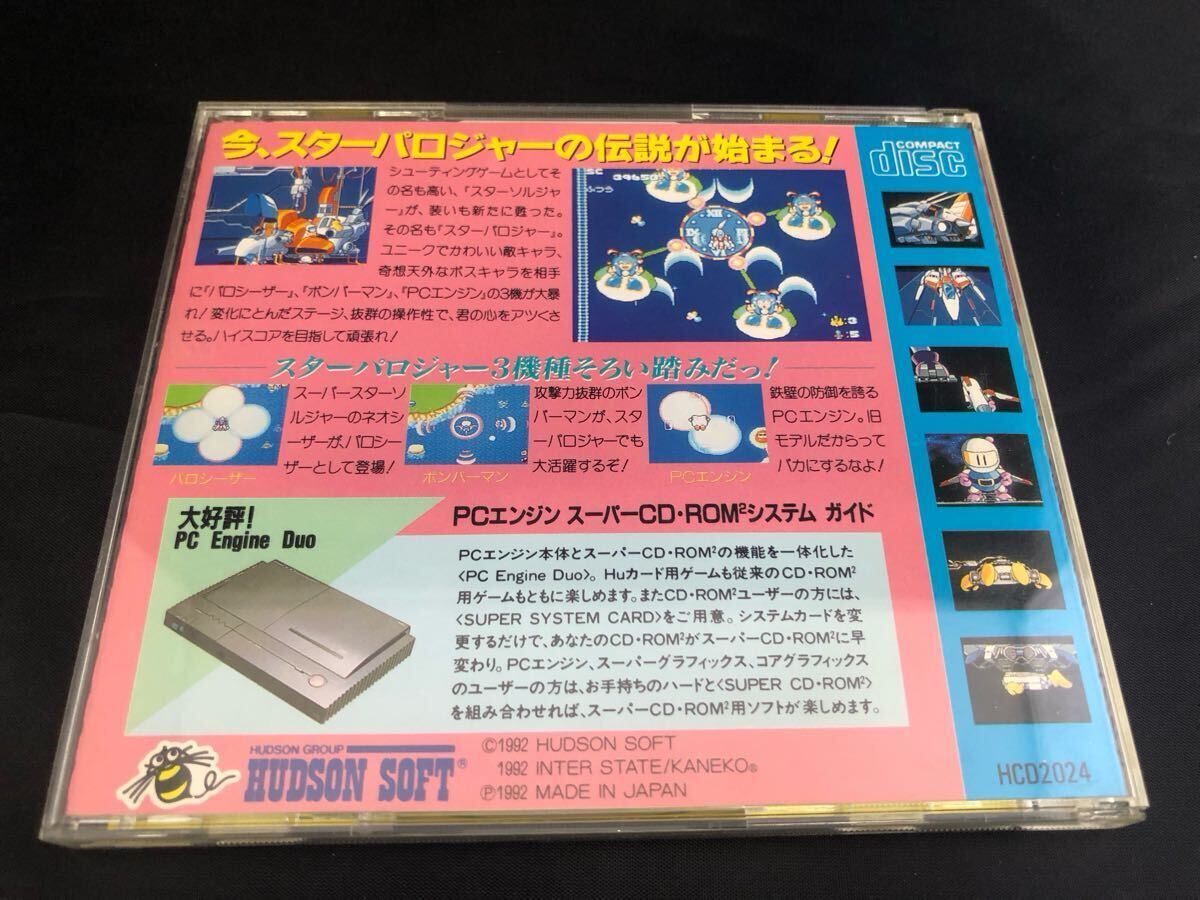 今、スターパロジャーの伝説が始まる!
シューティングゲームとしてそ
の名も高い、『スターソルジャ
ー』が、装いも新たに甦った。
その名も『スターパロジャー』。
ユニークでかわいい敵キャラ、
奇想天外なボスキャラを相手
に『パロシーザー』、『ボンバーマン』、『PCエンジン』の3機が大暴
れ! 変化にとんだステージ、抜群の操作性で、君の心をアツくさ
せる。ハイスコアを目指して頑張れ!
SC 39650
ふつう
XII
:3
:5
スターパロジャー3機種そろい踏みだっ!
スーパースターソ
ルジャーのネオシ
ーザーが、パロシー
ザーとして登場!
パロシーザー
攻撃力抜群のボン
バーマンが、スタ
ーパロジャーでも
大活躍するぞ!
ボンバーマン
鉄壁の防御を誇る
PCエンジン。旧
モデルだからって
バカにするなよ!
PCエンジン
大好評!
PC Engine Duo
PCエンジン スーパーCD・ROM²システム ガイド
PCエンジン本体とスーパーCD・ROM²の機能を一体化した
〈PC Engine Duo〉。Huカード用ゲームも従来のCD・ROM²
用ゲームもともに楽しめます。またCD・ROM²ユーザーの方には、
〈SUPER SYSTEM CARD〉をご用意。システムカードを変
更するだけで、あなたのCD・ROM²がスーパーCD・ROM²に早
変わり。PCエンジン、スーパーグラフィックス、コアグラフィックス
のユーザーの方は、お手持ちのハードと〈SUPER CD・ROM²〉
を組み合わせれば、スーパーCD・ROM²用ソフトが楽しめます。
HUDSON GROUP
HUDSON SOFT®
©1992 HUDSON SOFT
1992 INTER STATE/KANEKO®
℗1992 MADE IN JAPAN
COMPACT
disc
HCD2024